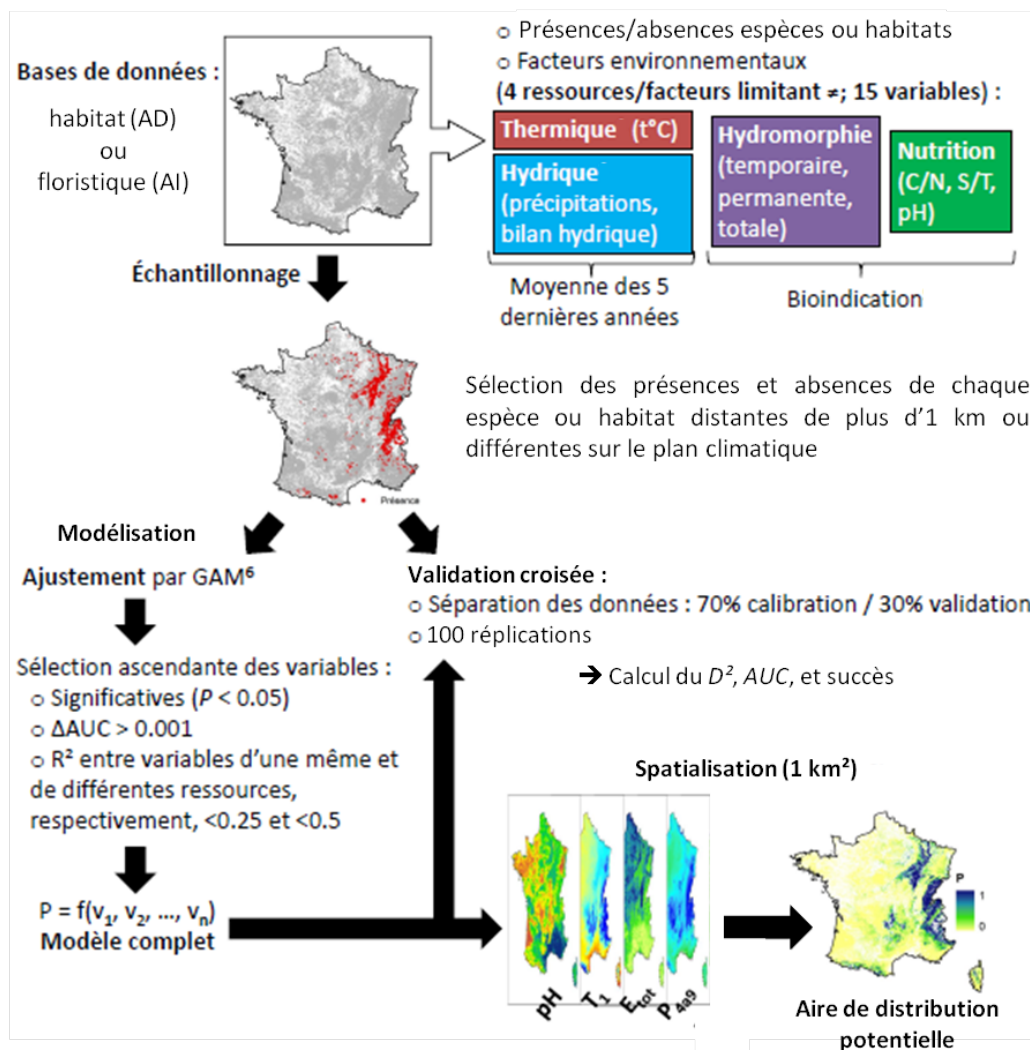 Bases de données :
habitat (AD)
ou
floristique (AI)
○ Présences/absences espèces ou habitats
○ Facteurs environnementaux
(4 ressources/facteurs limitant ≠; 15 variables) :
Thermique (t°C)
Hydrique
(précipitations,
bilan hydrique)
Hydromorphie
(temporaire,
permanente,
totale)
Nutrition
(C/N, S/T,
pH)
Moyenne des 5
dernières années
Bioindication
Échantillonnage
Présence
Sélection des présences et absences de chaque
espèce ou habitat distantes de plus d'1 km ou
différentes sur le plan climatique
Modélisation
Ajustement par GAM⁶
Validation croisée :
○ Séparation des données : 70% calibration / 30% validation
○ 100 réplications
➔ Calcul du D², AUC, et succès
Sélection ascendante des variables :
○ Significatives (P < 0.05)
○ ΔAUC > 0.001
○ R² entre variables d'une même et
de différentes ressources,
respectivement, <0.25 et <0.5
P = f(v₁, v₂, ..., vₙ)
Modèle complet
Spatialisation (1 km²)
pH
T₁
Eₜₒₜ
P₄ₐ₉
P
1
0
Aire de distribution
potentielle